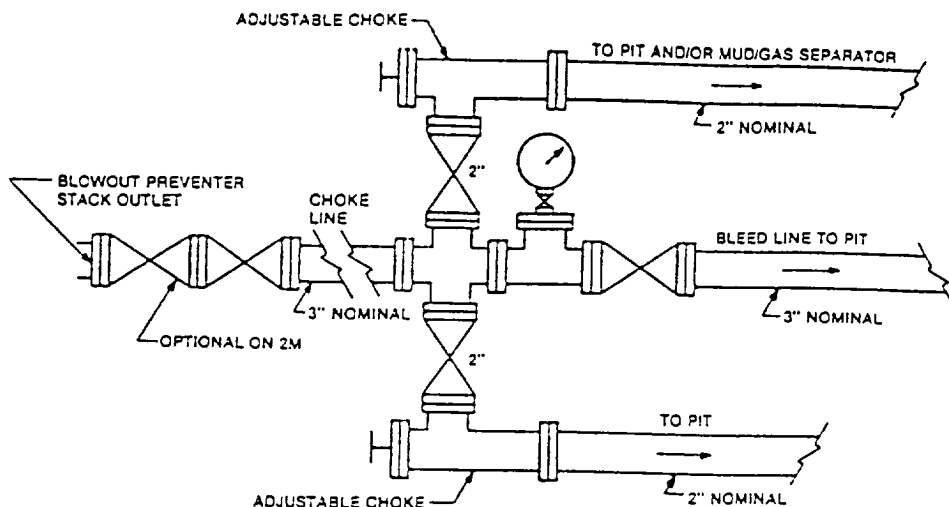 ADJUSTABLE CHOKE
TO PIT AND/OR MUD/GAS SEPARATOR
2" NOMINAL
2"
BLOWOUT PREVENTER
STACK OUTLET
CHOKE
LINE
BLEED LINE TO PIT
3" NOMINAL
3" NOMINAL
OPTIONAL ON 2M
2"
TO PIT
2" NOMINAL
ADJUSTABLE CHOKE